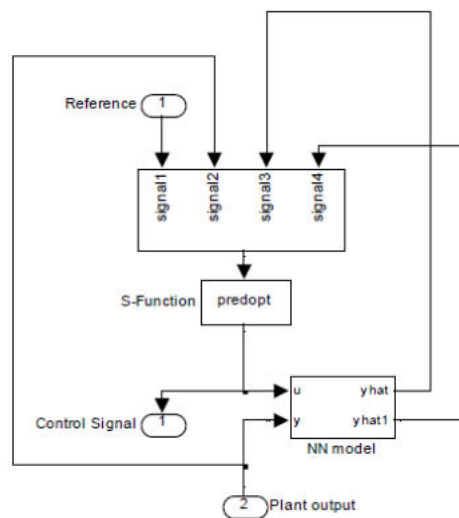 Reference
1
signal1
signal2
signal3
signal4
S-Function
predopt
u
yhat
Control Signal
1
y
yhat1
NN model
2
Plant output